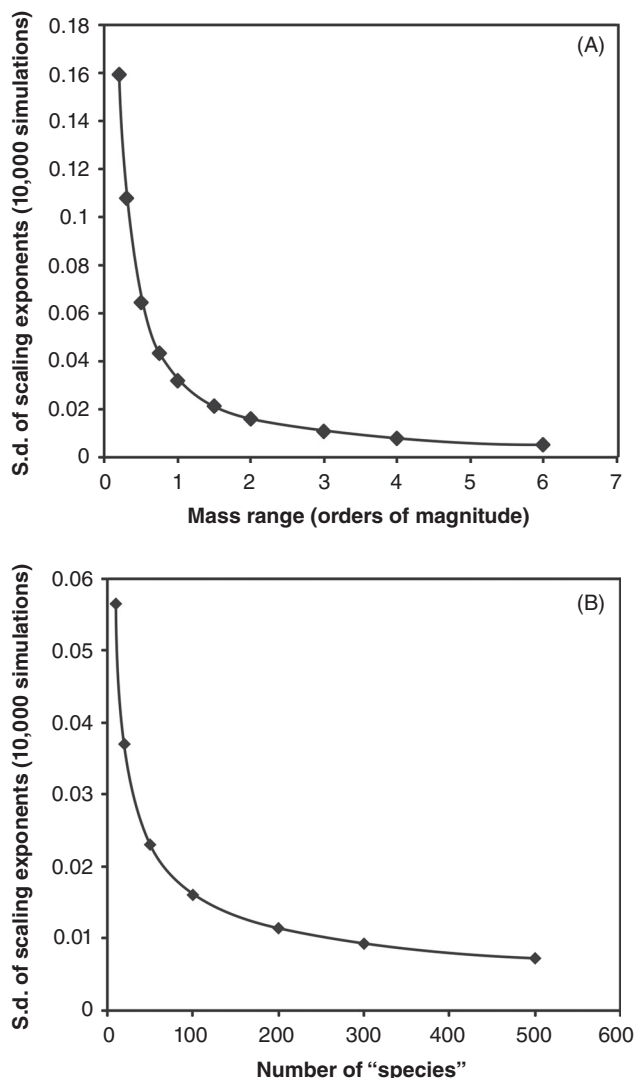 (A)
S.d. of scaling exponents (10,000 simulations)
0.18
0.16
0.14
0.12
0.1
0.08
0.06
0.04
0.02
0
0 1 2 3 4 5 6 7
Mass range (orders of magnitude)
(B)
S.d. of scaling exponents (10,000 simulations)
0.06
0.05
0.04
0.03
0.02
0.01
0
0 100 200 300 400 500 600
Number of “species”